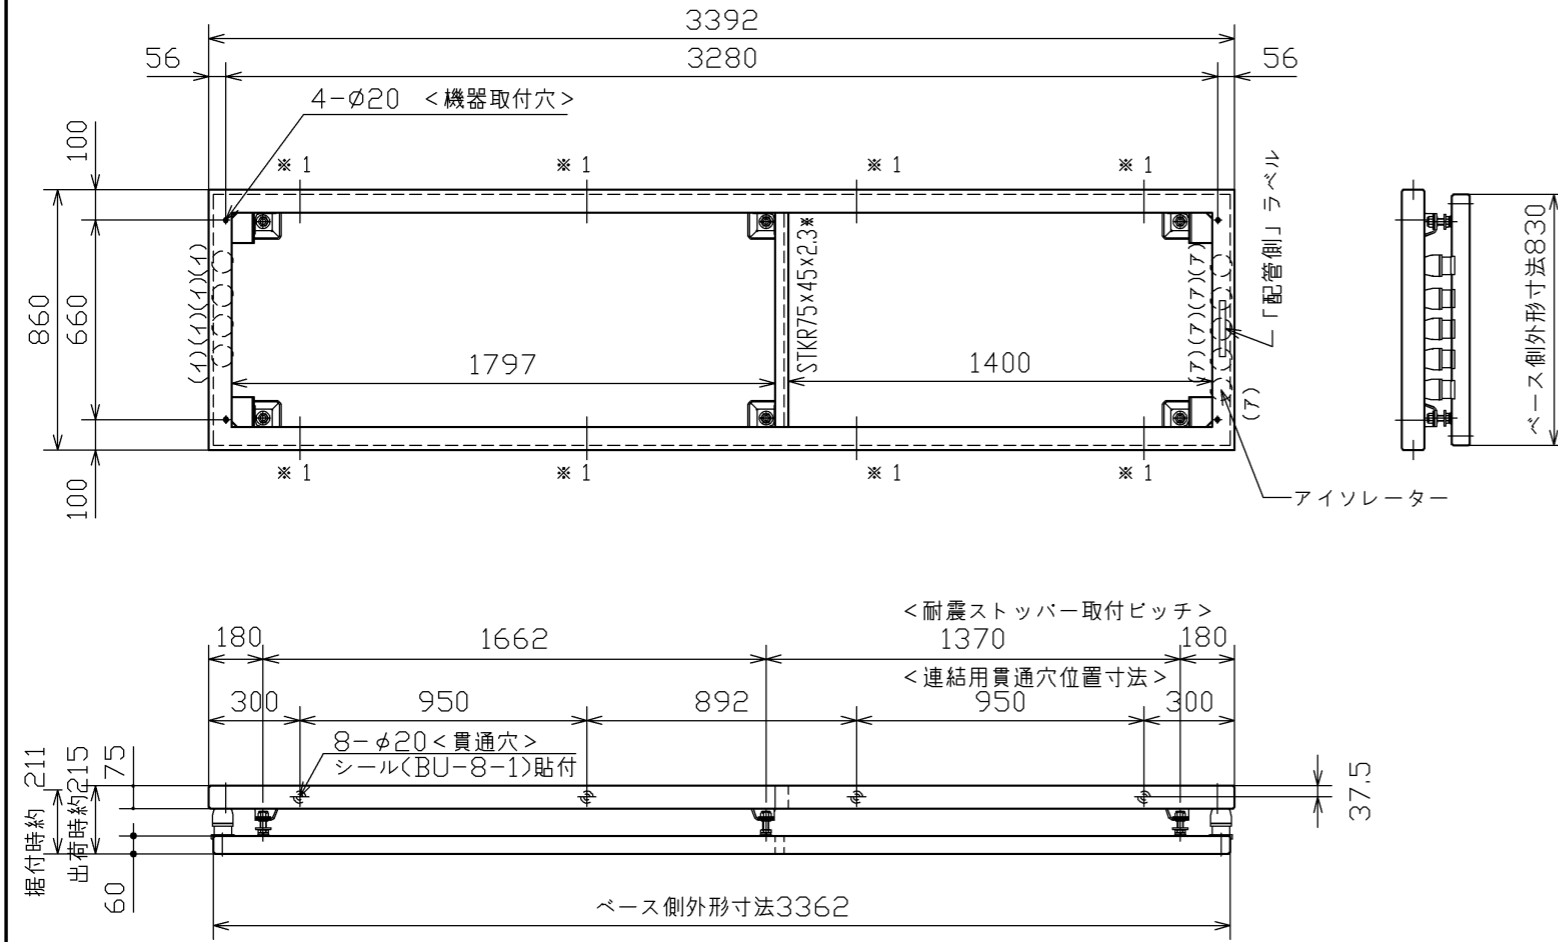 3392
56
3280
56
4-φ20 <機器取付穴>
100
※1
※1
※1
※1
「配管側」ラベル
860
660
(イ)(イ)(イ)(イ)
STKR75x45x2.3※
(ア)(ア)(ア)(ア)
(ア)
1797
1400
ベース側外形寸法830
100
※1
※1
※1
※1
アイソレーター
<耐震ストッパー取付ピッチ>
180
1662
1370
180
<連結用貫通穴位置寸法>
300
950
892
950
300
8-φ20<貫通穴>
シール(BU-8-1)貼付
据付時約 211
出荷時約215
75
37.5
60
ベース側外形寸法3362